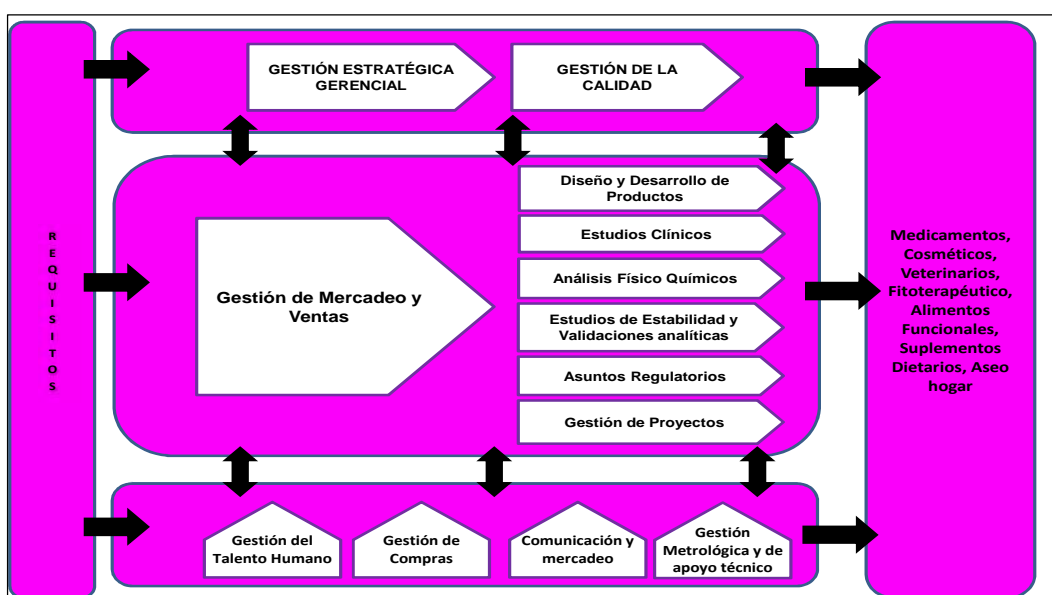 REQUISITOS
GESTIÓN ESTRATÉGICA
GERENCIAL
GESTIÓN DE LA
CALIDAD
Gestión de Mercadeo y
Ventas
Diseño y Desarrollo de
Productos
Estudios Clínicos
Análisis Físico Químicos
Estudios de Estabilidad y
Validaciones analíticas
Asuntos Regulatorios
Gestión de Proyectos
Gestión del
Talento Humano
Gestión de
Compras
Comunicación y
mercadeo
Gestión
Metrológica y de
apoyo técnico
Medicamentos,
Cosméticos,
Veterinarios,
Fitoterapéutico,
Alimentos
Funcionales,
Suplementos
Dietarios, Aseo
hogar